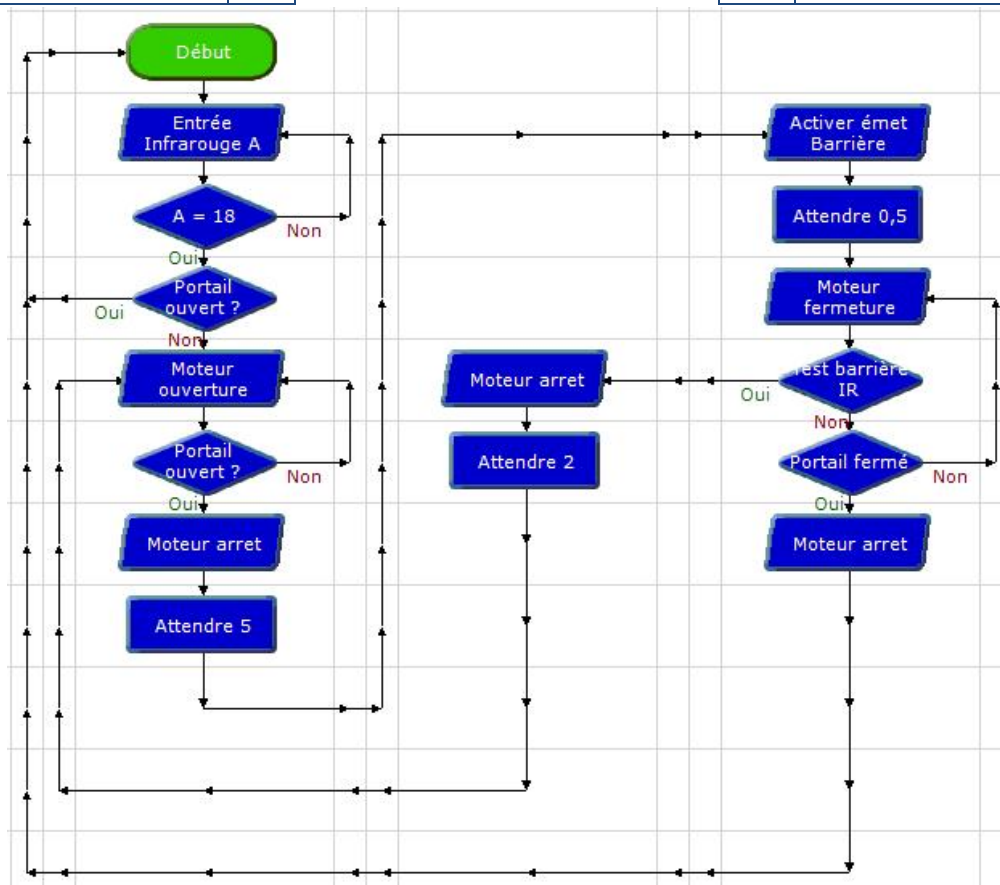 Début
Entrée
Infrarouge A
A = 18
Non
Oui
Portail
ouvert ?
Oui
Non
Moteur
ouverture
Portail
ouvert ?
Non
Oui
Moteur arret
Attendre 5
Moteur arret
Attendre 2
Activer émet
Barrière
Attendre 0,5
Moteur
fermeture
Test barrière
IR
Oui
Non
Portail fermé
Non
Oui
Moteur arret